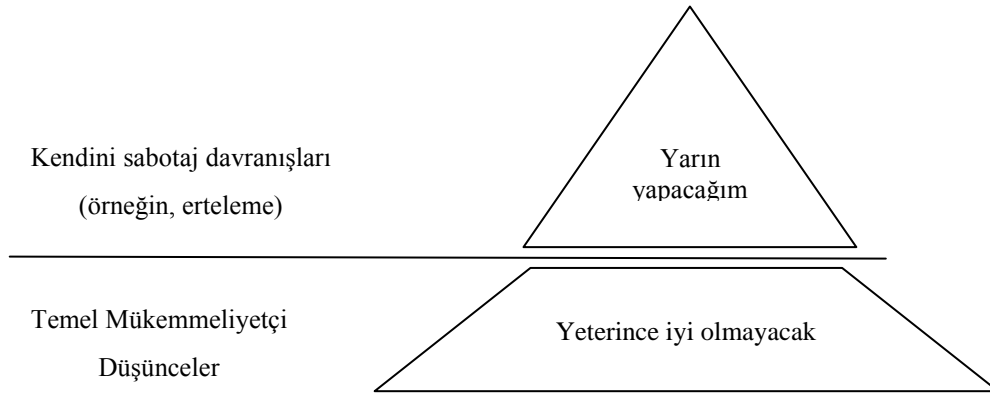 Kendini sabotaj davranışları
(örneğin, erteleme)
Yarın
yapacağım
Temel Mükemmeliyetçi
Düşünceler
Yeterince iyi olmayacak